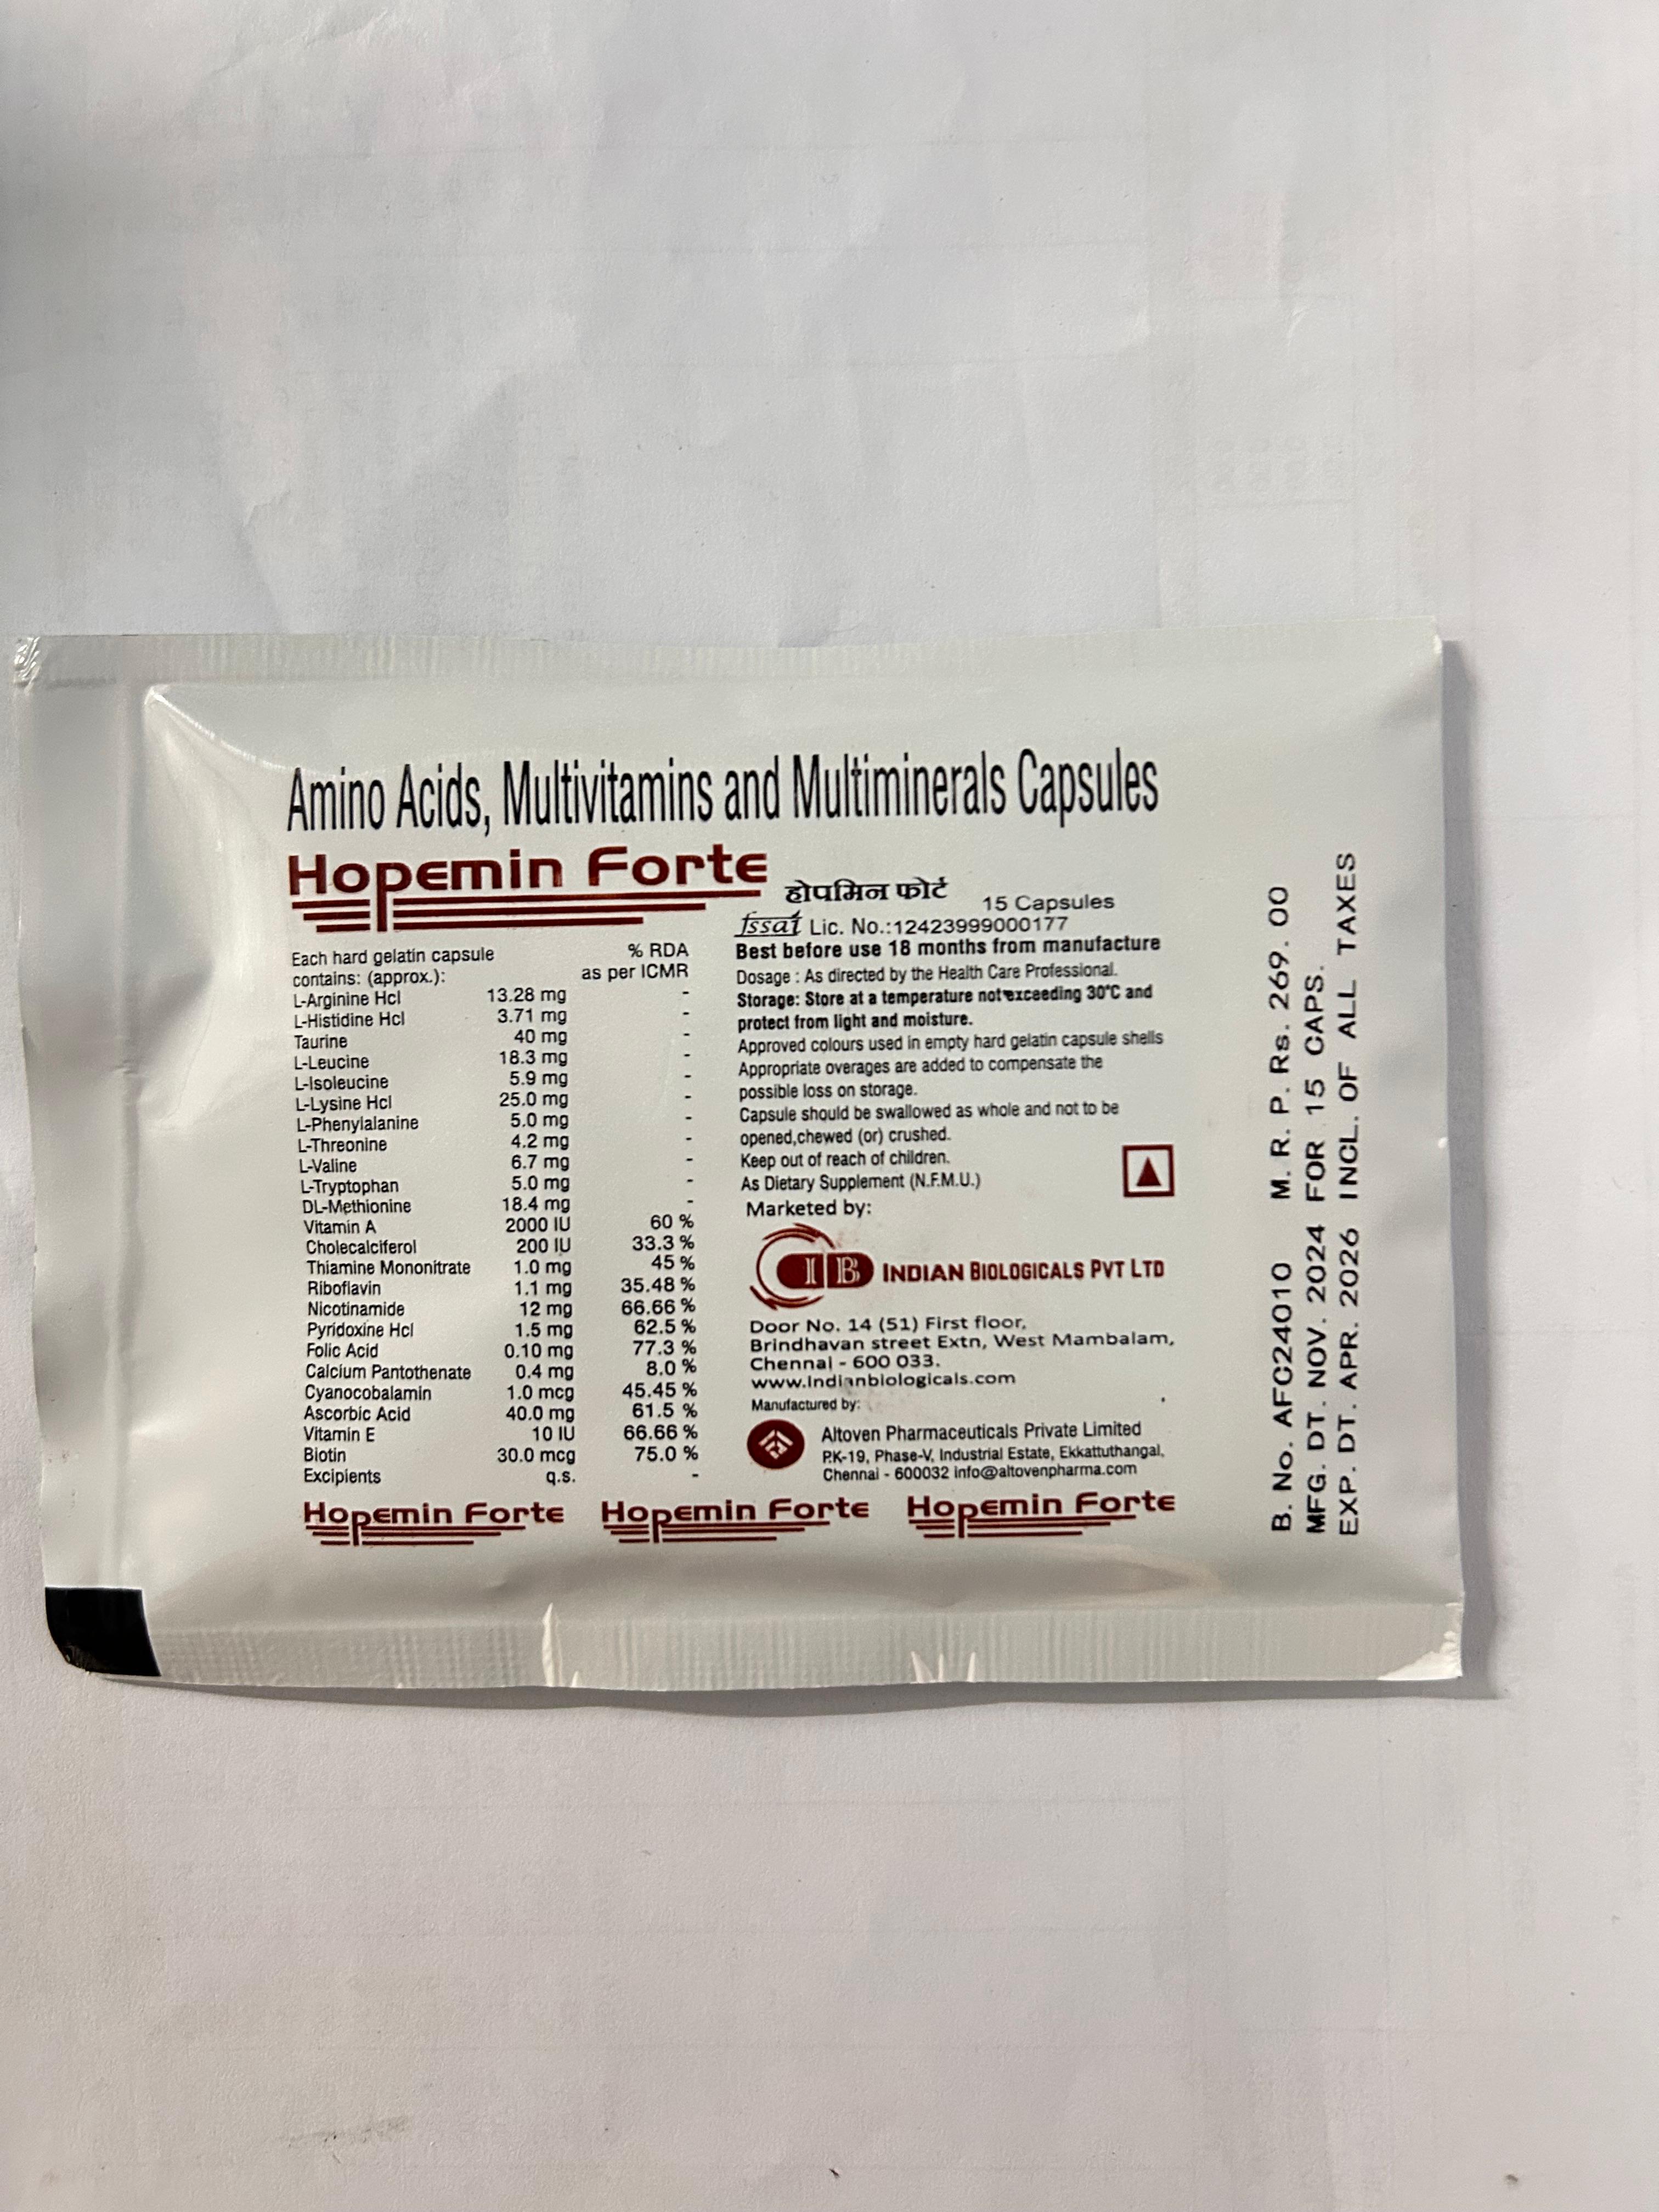 Amino Acids, Multivitamins and Multiminerals Capsules
Hopemin Forte
होपमिन फोर्ट 15 Capsules
fssai Lic. No.:12423999000177
Each hard gelatin capsule % RDA
contains: (approx.): as per ICMR
L-Arginine Hcl 13.28 mg -
L-Histidine Hcl 3.71 mg -
Taurine 40 mg -
L-Leucine 18.3 mg -
L-Isoleucine 5.9 mg -
L-Lysine Hcl 25.0 mg -
L-Phenylalanine 5.0 mg -
L-Threonine 4.2 mg -
L-Valine 6.7 mg -
L-Tryptophan 5.0 mg -
DL-Methionine 18.4 mg -
Vitamin A 2000 IU 60 %
Cholecalciferol 200 IU 33.3 %
Thiamine Mononitrate 1.0 mg 45 %
Riboflavin 1.1 mg 35.48 %
Nicotinamide 12 mg 66.66 %
Pyridoxine Hcl 1.5 mg 62.5 %
Folic Acid 0.10 mg 77.3 %
Calcium Pantothenate 0.4 mg 8.0 %
Cyanocobalamin 1.0 mcg 45.45 %
Ascorbic Acid 40.0 mg 61.5 %
Vitamin E 10 IU 66.66 %
Biotin 30.0 mcg 75.0 %
Excipients q.s. -
Best before use 18 months from manufacture
Dosage : As directed by the Health Care Professional.
Storage: Store at a temperature not exceeding 30°C and
protect from light and moisture.
Approved colours used in empty hard gelatin capsule shells
Appropriate overages are added to compensate the
possible loss on storage.
Capsule should be swallowed as whole and not to be
opened,chewed (or) crushed.
Keep out of reach of children.
As Dietary Supplement (N.F.M.U.)
Marketed by:
IB INDIAN BIOLOGICALS PVT LTD
Door No. 14 (51) First floor,
Brindhavan street Extn, West Mambalam,
Chennai - 600 033.
www.Indianbiologicals.com
Manufactured by:
Altoven Pharmaceuticals Private Limited
P.K-19, Phase-V, Industrial Estate, Ekkattuthangal,
Chennai - 600032 info@altovenpharma.com
Hopemin Forte Hopemin Forte Hopemin Forte
B. No. AFC24010 M. R. P. Rs. 269. 00
MFG. DT. NOV. 2024 FOR 15 CAPS.
EXP. DT. APR. 2026 INCL. OF ALL TAXES